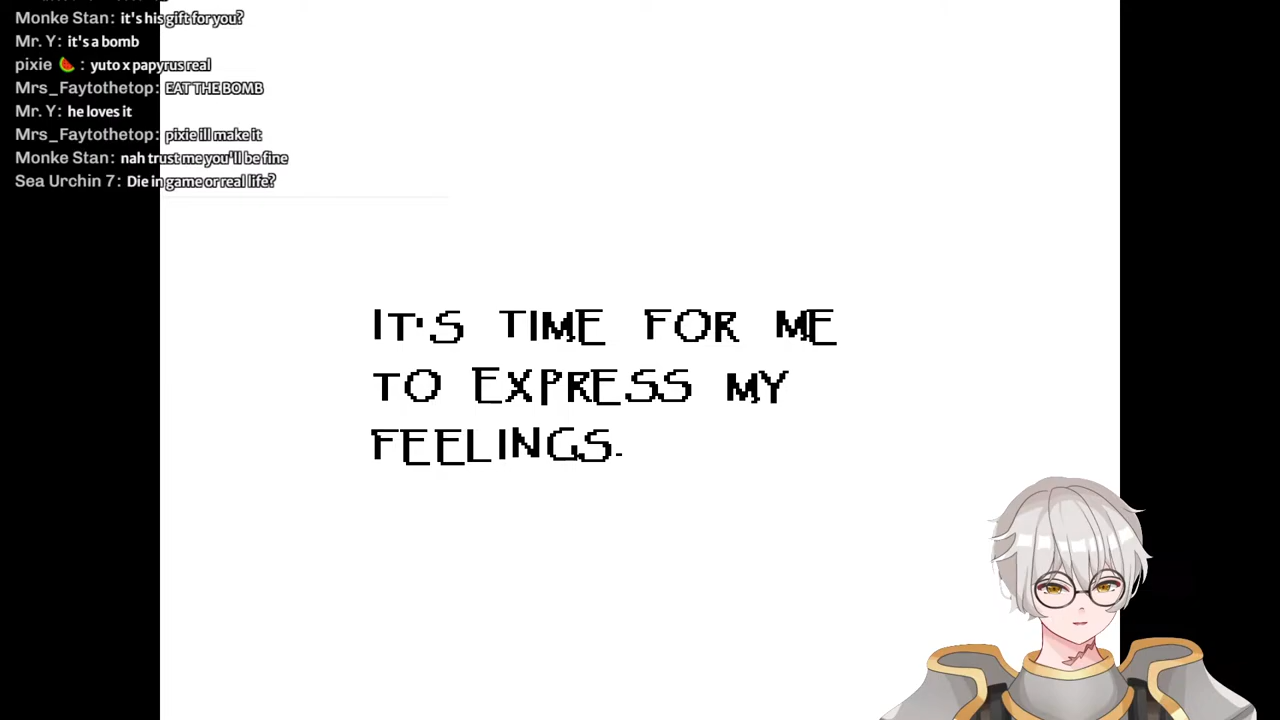 Monke Stan: it's his gift for you?
Mr. Y: it's a bomb
pixie 🍉 : yuto x papyrus real
Mrs_Faytothetop: EAT THE BOMB
Mr. Y: he loves it
Mrs_Faytothetop: pixie ill make it
Monke Stan: nah trust me you'll be fine
Sea Urchin 7: Die in game or real life?
IT'S TIME FOR ME
TO EXPRESS MY
FEELINGS.